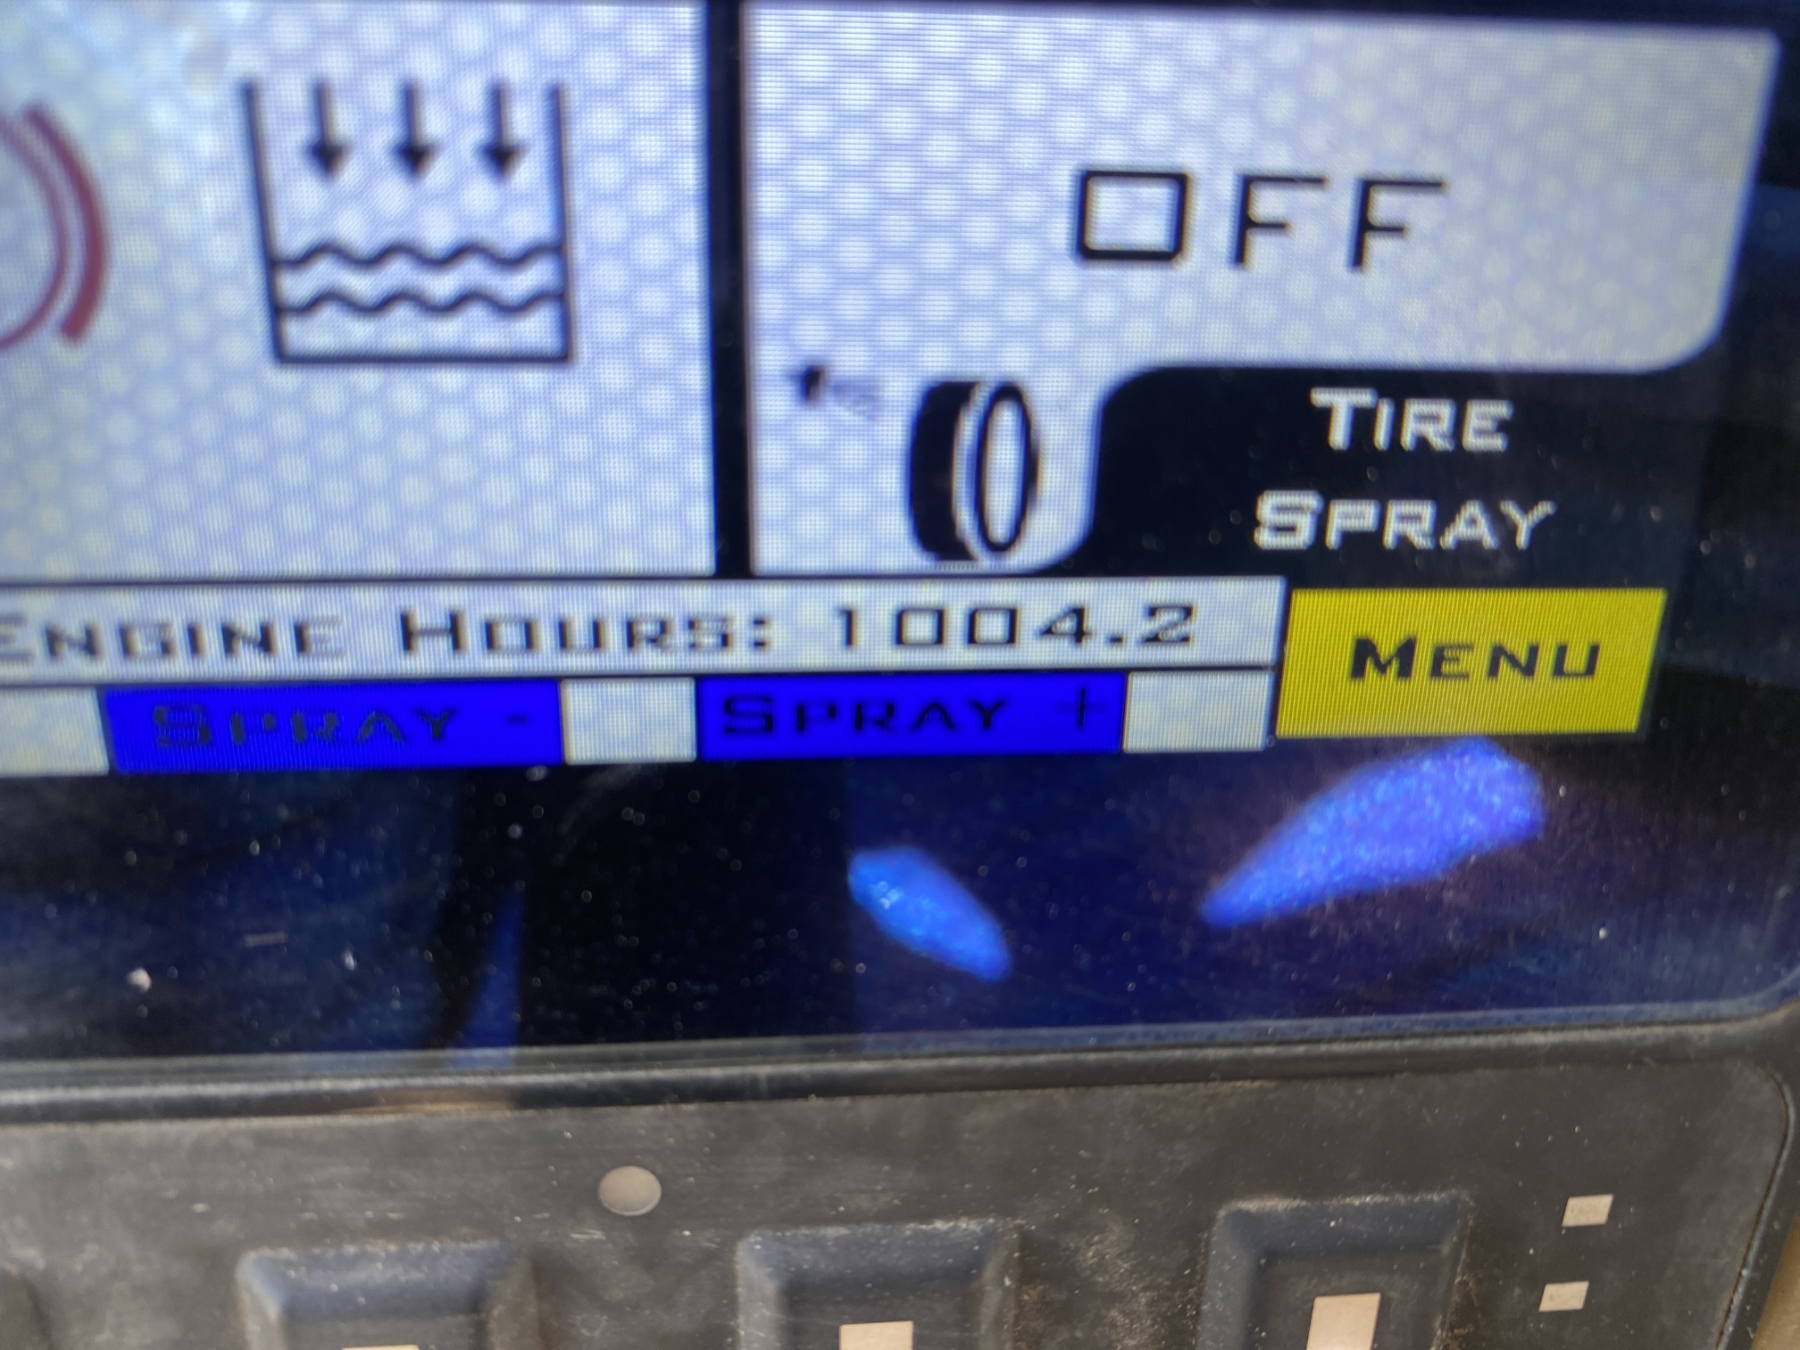 OFF
TIRE
SPRAY
ENGINE HOURS: 1004.2
MENU
SPRAY -
SPRAY +